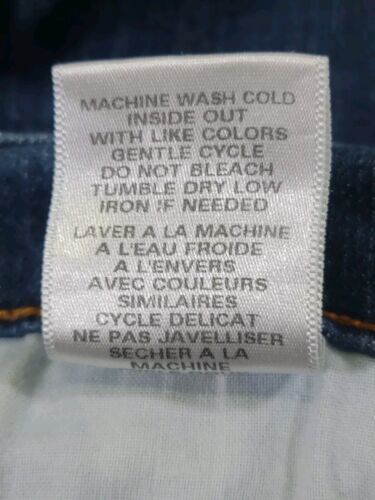 MACHINE WASH COLD
INSIDE OUT
WITH LIKE COLORS
GENTLE CYCLE
DO NOT BLEACH
TUMBLE DRY LOW
IRON IF NEEDED
LAVER A LA MACHINE
A L'EAU FROIDE
A L'ENVERS
AVEC COULEURS
SIMILAIRES
CYCLE DELICAT
NE PAS JAVELLISER
SECHER A LA
MACHINE